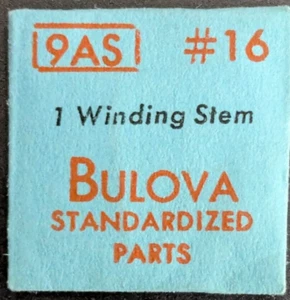 9AS #16
1 Winding Stem
BULOVA
STANDARDIZED
PARTS